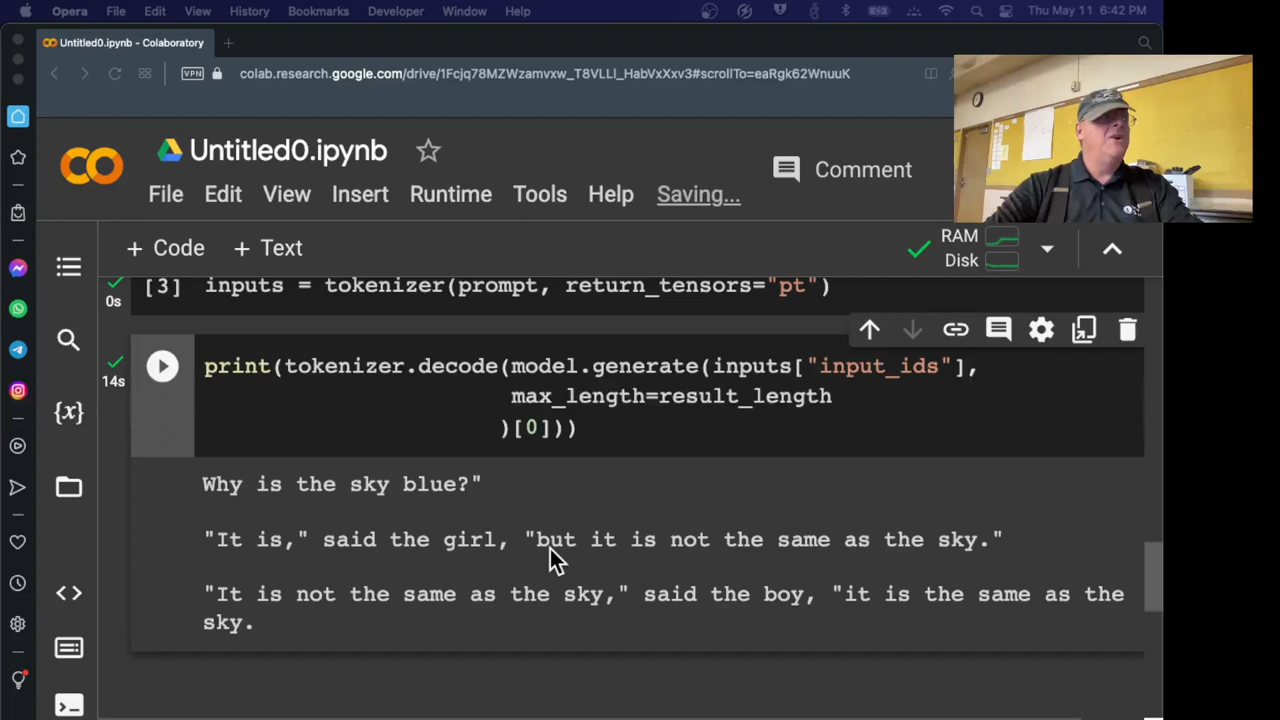 Opera File Edit View History Bookmarks Developer Window Help Thu May 11 6:42 PM
Untitled0.ipynb - Colaboratory
VPN colab.research.google.com/drive/1Fcjq78MZWzamvxw_T8VLLl_HabVxXxv3#scrollTo=eaRgk62WnuuK
Untitled0.ipynb
Comment
File Edit View Insert Runtime Tools Help Saving...
+ Code + Text
RAM
Disk
[3] inputs = tokenizer(prompt, return_tensors="pt")
0s
print(tokenizer.decode(model.generate(inputs["input_ids"],
14s
max_length=result_length
)[0]))
Why is the sky blue?"
"It is," said the girl, "but it is not the same as the sky."
"It is not the same as the sky," said the boy, "it is the same as the
sky.